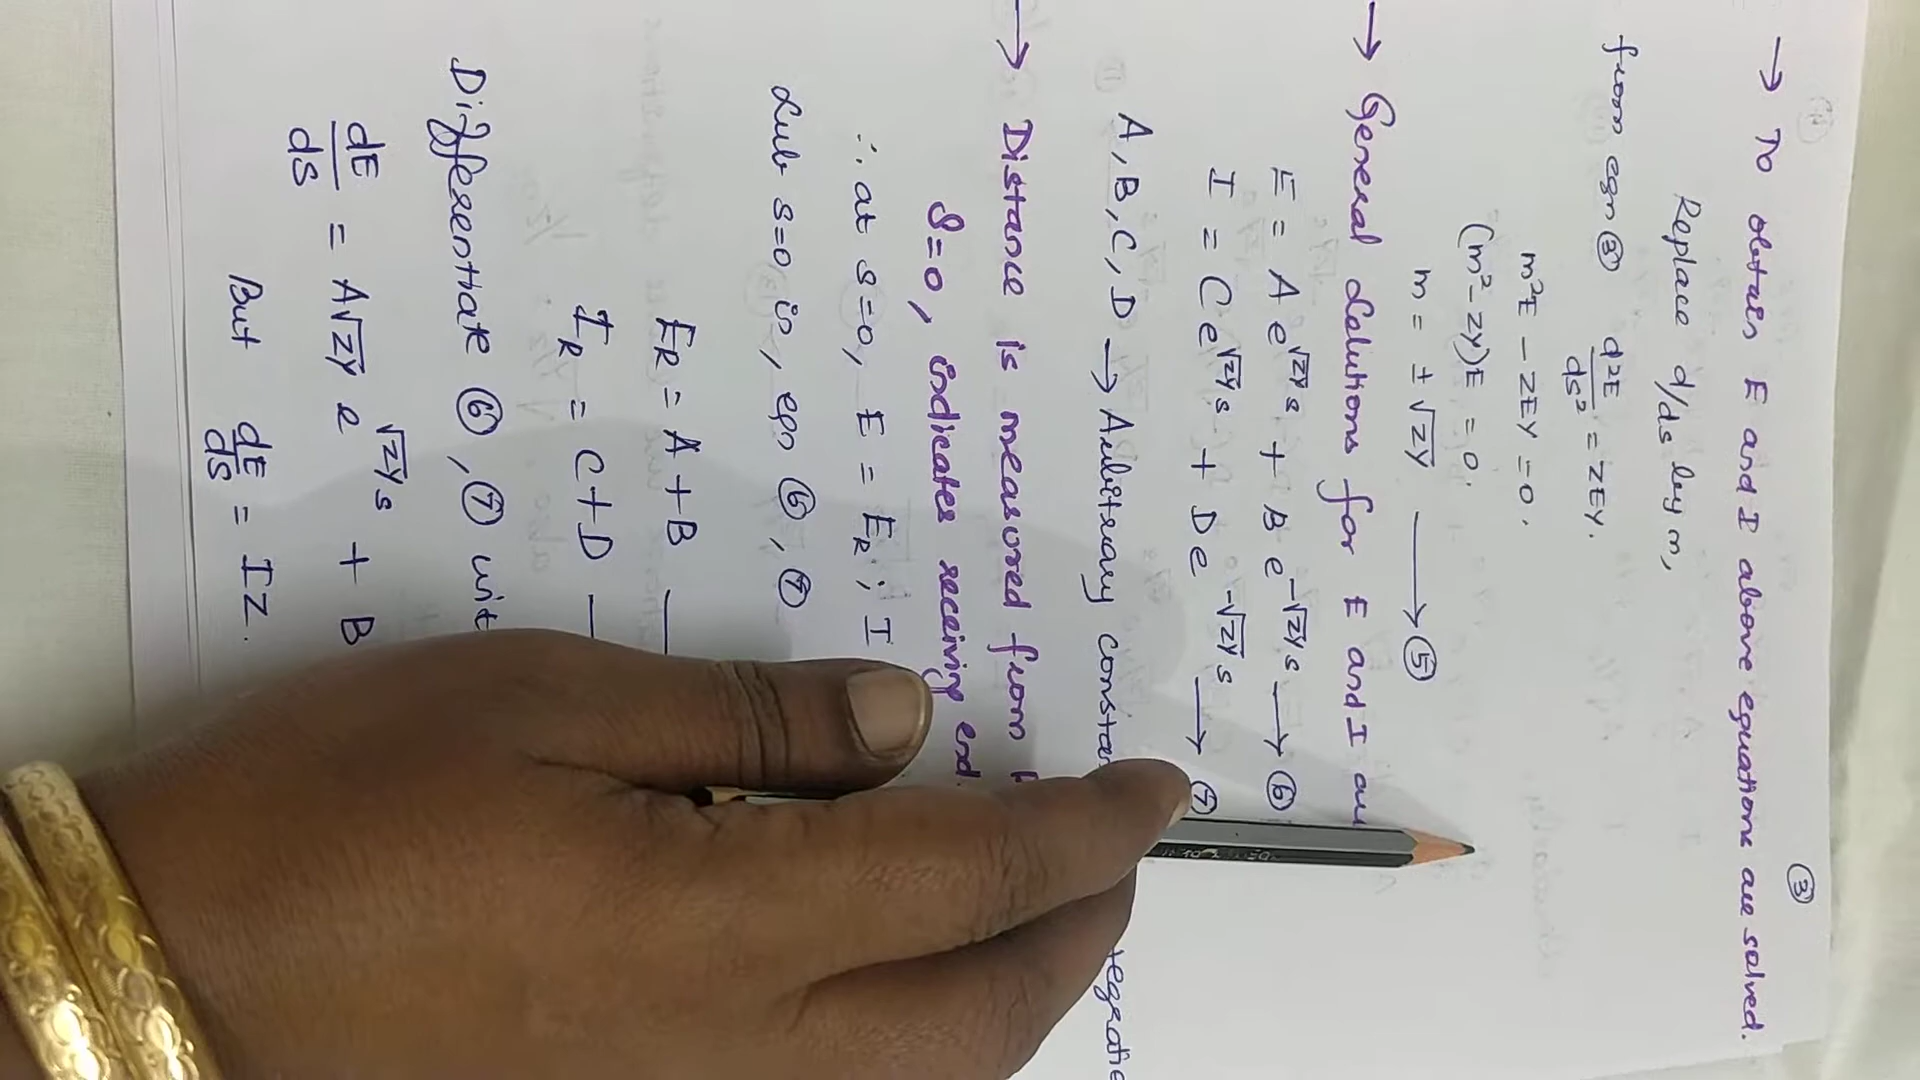 ③
→ To obtain E and I above equations are solved.
Replace d/ds by m,
from eqn ③ d²E/ds² = ZEY.
m²E - ZEY = 0.
(m² - ZY)E = 0.
m = ± √ZY → ⑤
→ General Solutions for E and I are
E = A e^√ZY s + B e^-√ZY s → ⑥
I = C e^√ZY s + D e^-√ZY s → ⑦
A, B, C, D → Arbitrary
→ Distance is measured from
S=0, indicates receiving end.
∴ at s=0, E = E_R ; I
Sub s=0 in, eqn ⑥, ⑦
E_R = A + B
I_R = C + D
Differentiate ⑥, ⑦
dE/ds = A√ZY e^√ZY s + B
But dE/ds = IZ.